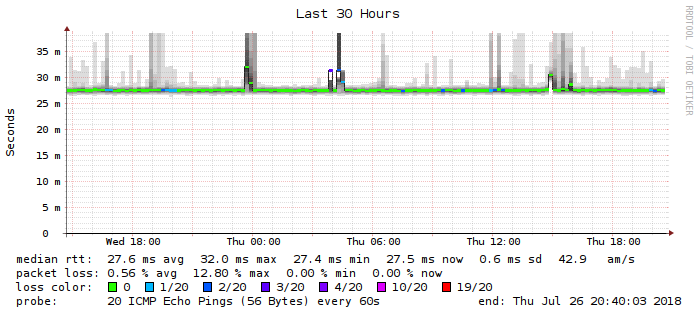 Last 30 Hours
RRDTOOL / TOBI OETIKER
Seconds
35 m
30 m
25 m
20 m
15 m
10 m
5 m
0
Wed 18:00 Thu 00:00 Thu 06:00 Thu 12:00 Thu 18:00
median rtt: 27.6 ms avg 32.0 ms max 27.4 ms min 27.5 ms now 0.6 ms sd 42.9 am/s
packet loss: 0.56 % avg 12.80 % max 0.00 % min 0.00 % now
loss color: 0 1/20 2/20 3/20 4/20 10/20 19/20
probe: 20 ICMP Echo Pings (56 Bytes) every 60s end: Thu Jul 26 20:40:03 2018